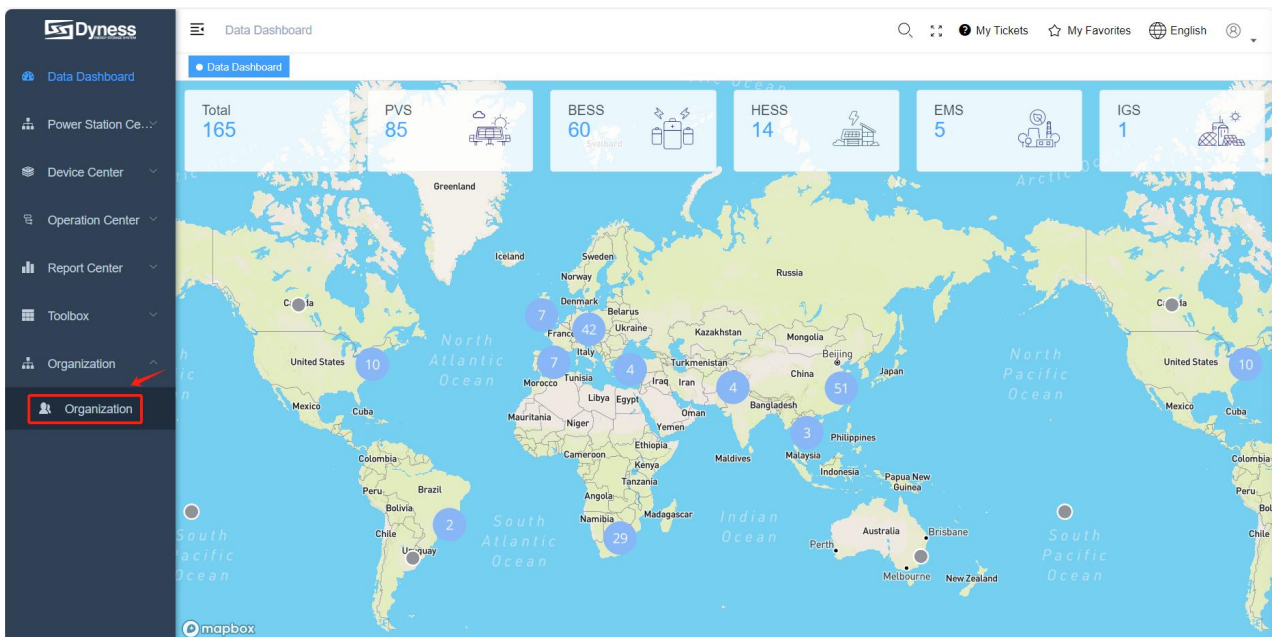 Dyness
Data Dashboard
My Tickets
My Favorites
English
Data Dashboard
Data Dashboard
Power Station Ce...
Device Center
Operation Center
Report Center
Toolbox
Organization
Organization
Total
165
PVS
85
BESS
60
HESS
14
EMS
5
IGS
1
Svalbard
Arctic
Greenland
Iceland
Sweden
Norway
Russia
Denmark
Belarus
7
42
France
Ukraine
Kazakhstan
Mongolia
North
Atlantic
Ocean
United States
10
7
Italy
4
Turkmenistan
4
Beijing
China
51
Japan
North
Pacific
Ocean
United States
10
Morocco
Tunisia
Iraq
Iran
Libya
Egypt
Mexico
Cuba
Mauritania
Niger
Oman
Yemen
Bangladesh
3
Philippines
Mexico
Cuba
Ethiopia
Cameroon
Kenya
Maldives
Malaysia
Indonesia
Papua New
Guinea
Colombia
Colombia
Tanzania
Peru
Brazil
Angola
Bolivia
Peru
Namibia
Madagascar
2
South
Atlantic
Ocean
29
Indian
Ocean
Chile
Uruguay
Australia
Brisbane
Perth
Melbourne
New Zealand
South
Pacific
Ocean
Chile
South
Pacific
Ocean
mapbox